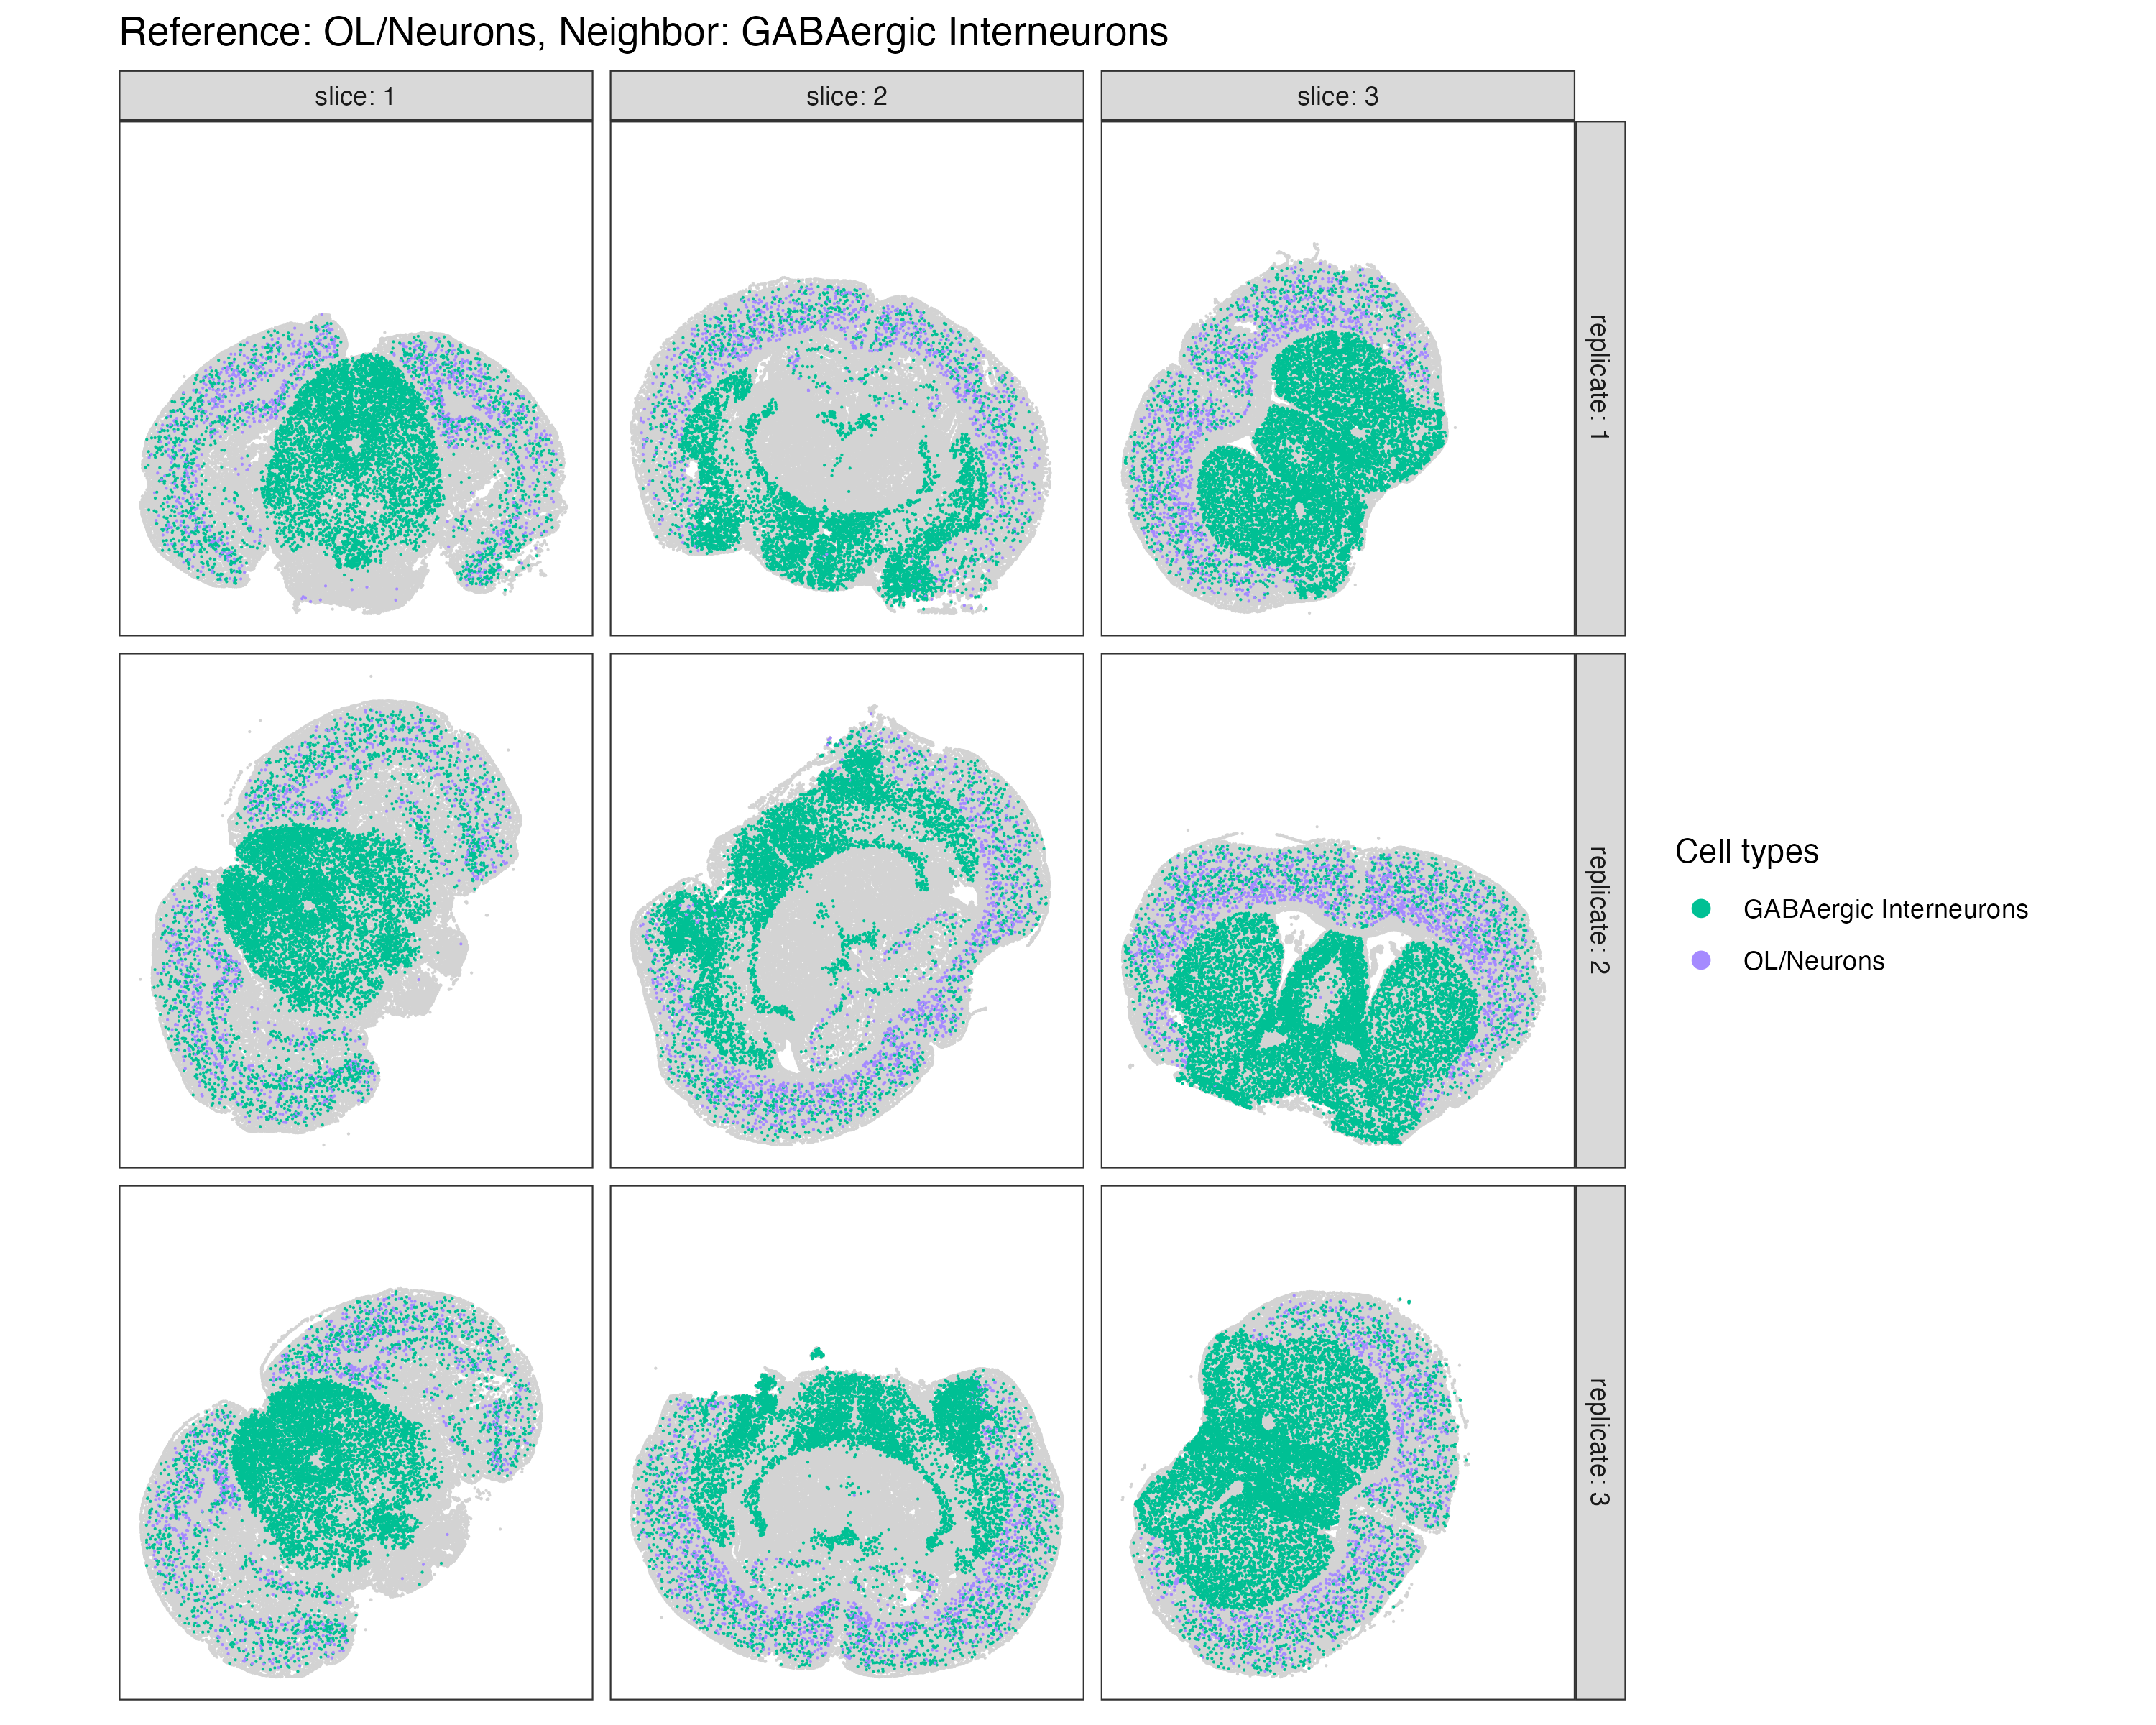 Reference: OL/Neurons, Neighbor: GABAergic Interneurons
slice: 1
slice: 2
slice: 3
replicate: 1
replicate: 2
replicate: 3
Cell types
GABAergic Interneurons
OL/Neurons